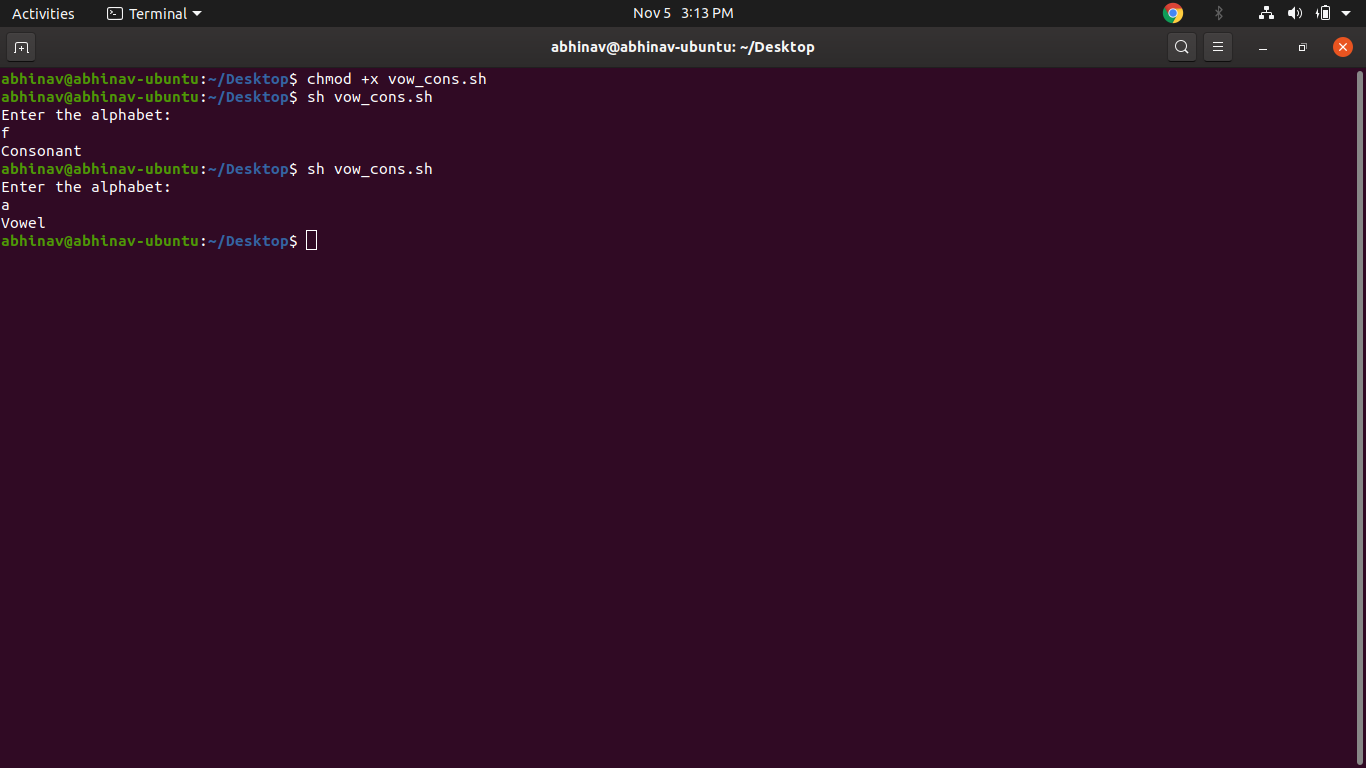 Activities Terminal Nov 5 3:13 PM
abhinav@abhinav-ubuntu: ~/Desktop
abhinav@abhinav-ubuntu:~/Desktop$ chmod +x vow_cons.sh
abhinav@abhinav-ubuntu:~/Desktop$ sh vow_cons.sh
Enter the alphabet:
f
Consonant
abhinav@abhinav-ubuntu:~/Desktop$ sh vow_cons.sh
Enter the alphabet:
a
Vowel
abhinav@abhinav-ubuntu:~/Desktop$